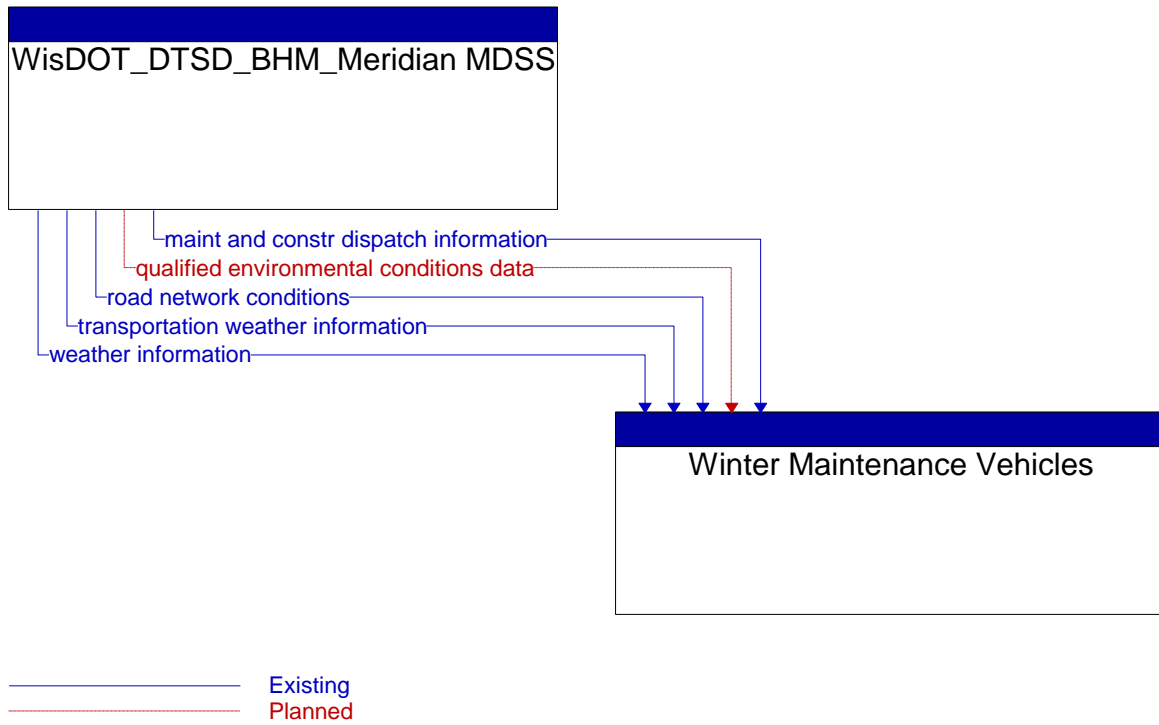 WisDOT_DTSD_BHM_Meridian MDSS
maint and constr dispatch information
qualified environmental conditions data
road network conditions
transportation weather information
weather information
Winter Maintenance Vehicles
Existing
Planned